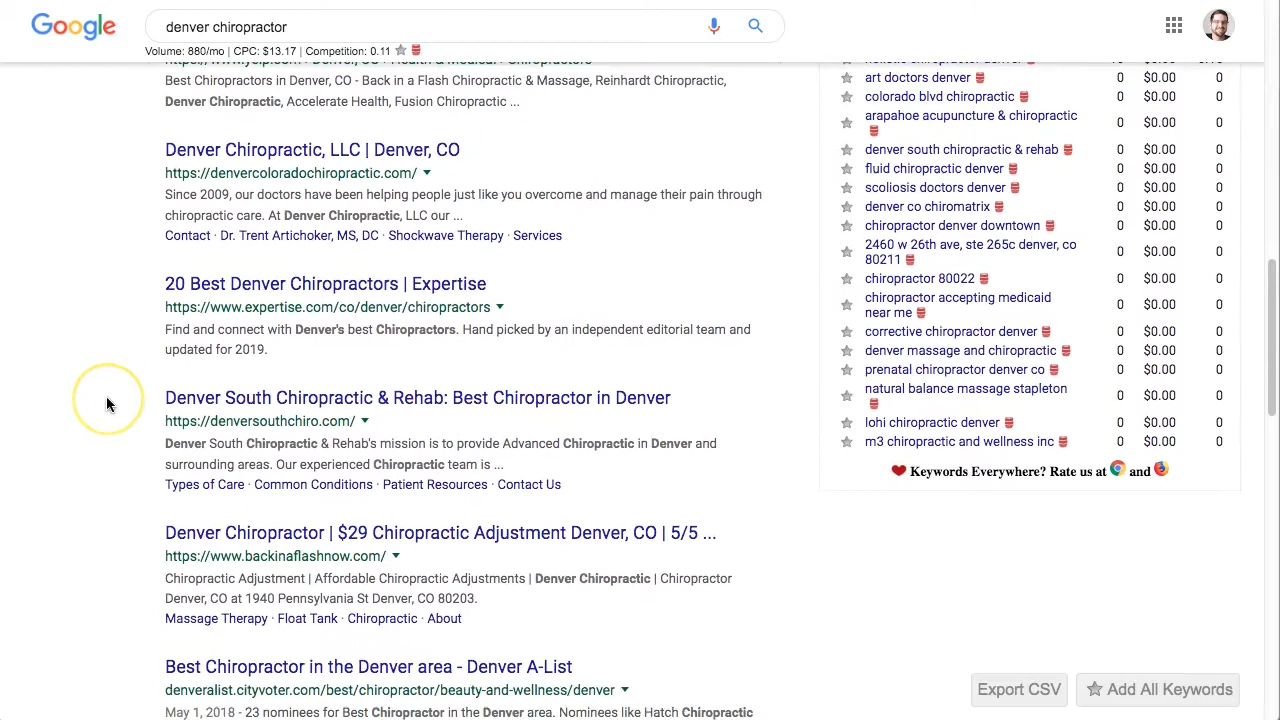 Google
denver chiropractor
Volume: 880/mo | CPC: $13.17 | Competition: 0.11
Best Chiropractors in Denver, CO - Back in a Flash Chiropractic & Massage, Reinhardt Chiropractic,
Denver Chiropractic, Accelerate Health, Fusion Chiropractic ...
Denver Chiropractic, LLC | Denver, CO
https://denvercoloradochiropractic.com/
Since 2009, our doctors have been helping people just like you overcome and manage their pain through
chiropractic care. At Denver Chiropractic, LLC our ...
Contact · Dr. Trent Artichoker, MS, DC · Shockwave Therapy · Services
20 Best Denver Chiropractors | Expertise
https://www.expertise.com/co/denver/chiropractors
Find and connect with Denver's best Chiropractors. Hand picked by an independent editorial team and
updated for 2019.
Denver South Chiropractic & Rehab: Best Chiropractor in Denver
https://denversouthchiro.com/
Denver South Chiropractic & Rehab's mission is to provide Advanced Chiropractic in Denver and
surrounding areas. Our experienced Chiropractic team is ...
Types of Care · Common Conditions · Patient Resources · Contact Us
Denver Chiropractor | $29 Chiropractic Adjustment Denver, CO | 5/5 ...
https://www.backinaflashnow.com/
Chiropractic Adjustment | Affordable Chiropractic Adjustments | Denver Chiropractic | Chiropractor
Denver, CO at 1940 Pennsylvania St Denver, CO 80203.
Massage Therapy · Float Tank · Chiropractic · About
Best Chiropractor in the Denver area - Denver A-List
denveralist.cityvoter.com/best/chiropractor/beauty-and-wellness/denver
May 1, 2018 - 23 nominees for Best Chiropractor in the Denver area. Nominees like Hatch Chiropractic
art doctors denver 0 $0.00 0
colorado blvd chiropractic 0 $0.00 0
arapahoe acupuncture & chiropractic 0 $0.00 0
denver south chiropractic & rehab 0 $0.00 0
fluid chiropractic denver 0 $0.00 0
scoliosis doctors denver 0 $0.00 0
denver co chiromatrix 0 $0.00 0
chiropractor denver downtown 0 $0.00 0
2460 w 26th ave, ste 265c denver, co
80211 0 $0.00 0
chiropractor 80022 0 $0.00 0
chiropractor accepting medicaid
near me 0 $0.00 0
corrective chiropractor denver 0 $0.00 0
denver massage and chiropractic 0 $0.00 0
prenatal chiropractor denver co 0 $0.00 0
natural balance massage stapleton 0 $0.00 0
lohi chiropractic denver 0 $0.00 0
m3 chiropractic and wellness inc 0 $0.00 0
Keywords Everywhere? Rate us at and
Export CSV
Add All Keywords